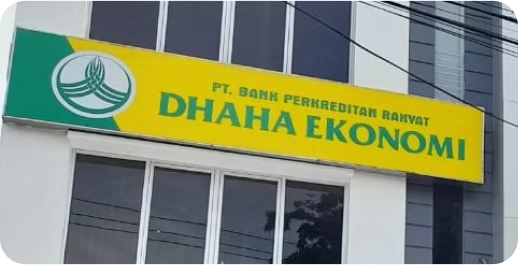 PT. BANK PERKREDITAN RAKYAT
DHAHA EKONOMI